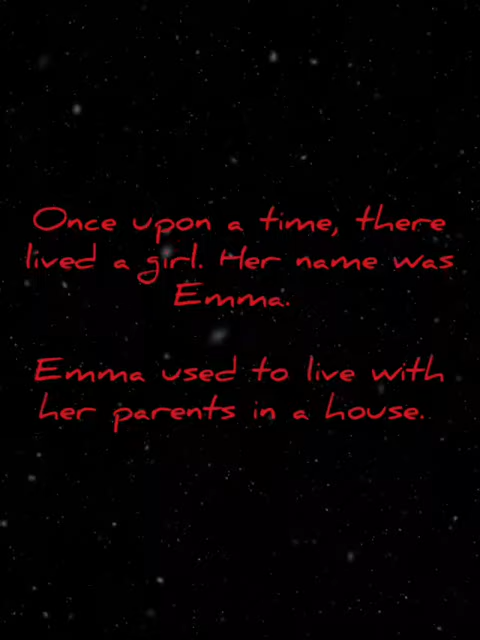 Once upon a time, there
lived a girl. Her name was
Emma.
Emma used to live with
her parents in a house.